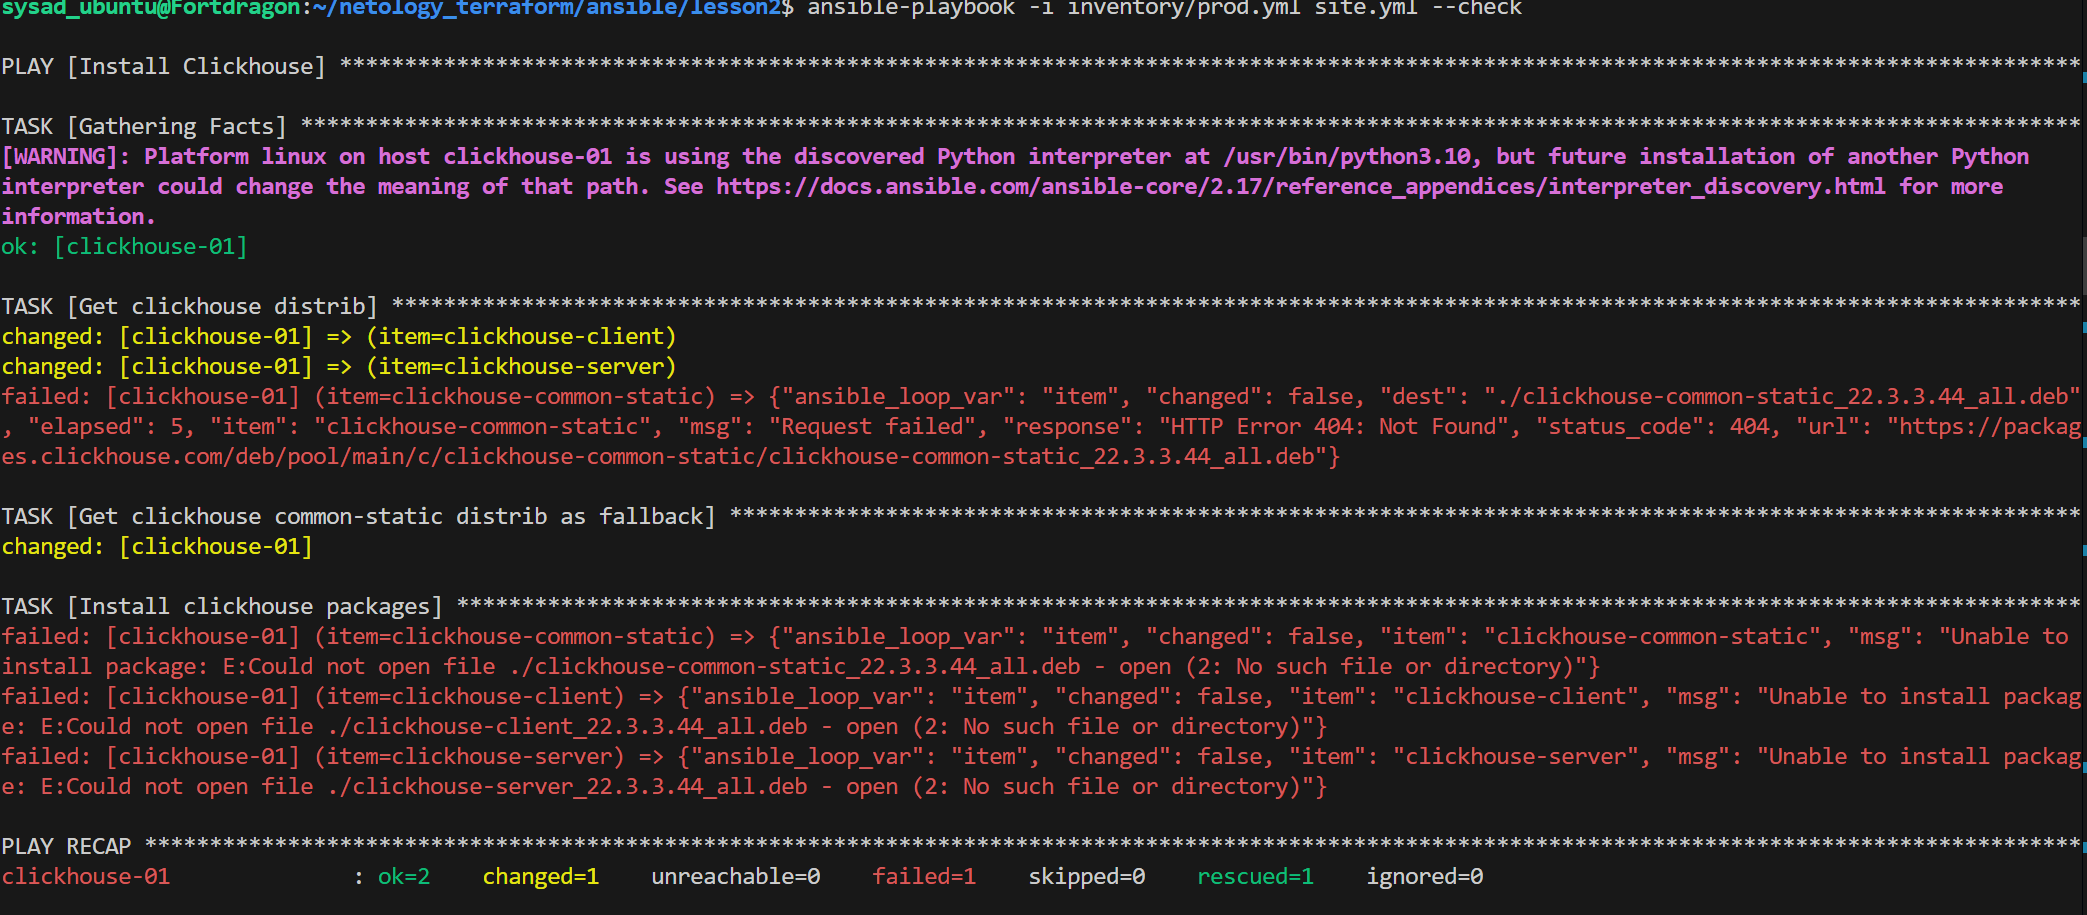 sysad_ubuntu@Fortdragon:~/netology_terraform/ansible/lesson2$ ansible-playbook -i inventory/prod.yml site.yml --check
PLAY [Install Clickhouse] **************************************************************************************************************************************
TASK [Gathering Facts] *****************************************************************************************************************************************
[WARNING]: Platform linux on host clickhouse-01 is using the discovered Python interpreter at /usr/bin/python3.10, but future installation of another Python
interpreter could change the meaning of that path. See https://docs.ansible.com/ansible-core/2.17/reference_appendices/interpreter_discovery.html for more
information.
ok: [clickhouse-01]
TASK [Get clickhouse distrib] **********************************************************************************************************************************
changed: [clickhouse-01] => (item=clickhouse-client)
changed: [clickhouse-01] => (item=clickhouse-server)
failed: [clickhouse-01] (item=clickhouse-common-static) => {"ansible_loop_var": "item", "changed": false, "dest": "./clickhouse-common-static_22.3.3.44_all.deb"
, "elapsed": 5, "item": "clickhouse-common-static", "msg": "Request failed", "response": "HTTP Error 404: Not Found", "status_code": 404, "url": "https://packag
es.clickhouse.com/deb/pool/main/c/clickhouse-common-static/clickhouse-common-static_22.3.3.44_all.deb"}
TASK [Get clickhouse common-static distrib as fallback] ********************************************************************************************************
changed: [clickhouse-01]
TASK [Install clickhouse packages] *****************************************************************************************************************************
failed: [clickhouse-01] (item=clickhouse-common-static) => {"ansible_loop_var": "item", "changed": false, "item": "clickhouse-common-static", "msg": "Unable to
install package: E:Could not open file ./clickhouse-common-static_22.3.3.44_all.deb - open (2: No such file or directory)"}
failed: [clickhouse-01] (item=clickhouse-client) => {"ansible_loop_var": "item", "changed": false, "item": "clickhouse-client", "msg": "Unable to install packag
e: E:Could not open file ./clickhouse-client_22.3.3.44_all.deb - open (2: No such file or directory)"}
failed: [clickhouse-01] (item=clickhouse-server) => {"ansible_loop_var": "item", "changed": false, "item": "clickhouse-server", "msg": "Unable to install packag
e: E:Could not open file ./clickhouse-server_22.3.3.44_all.deb - open (2: No such file or directory)"}
PLAY RECAP *****************************************************************************************************************************************************
clickhouse-01              : ok=2    changed=1    unreachable=0    failed=1    skipped=0    rescued=1    ignored=0